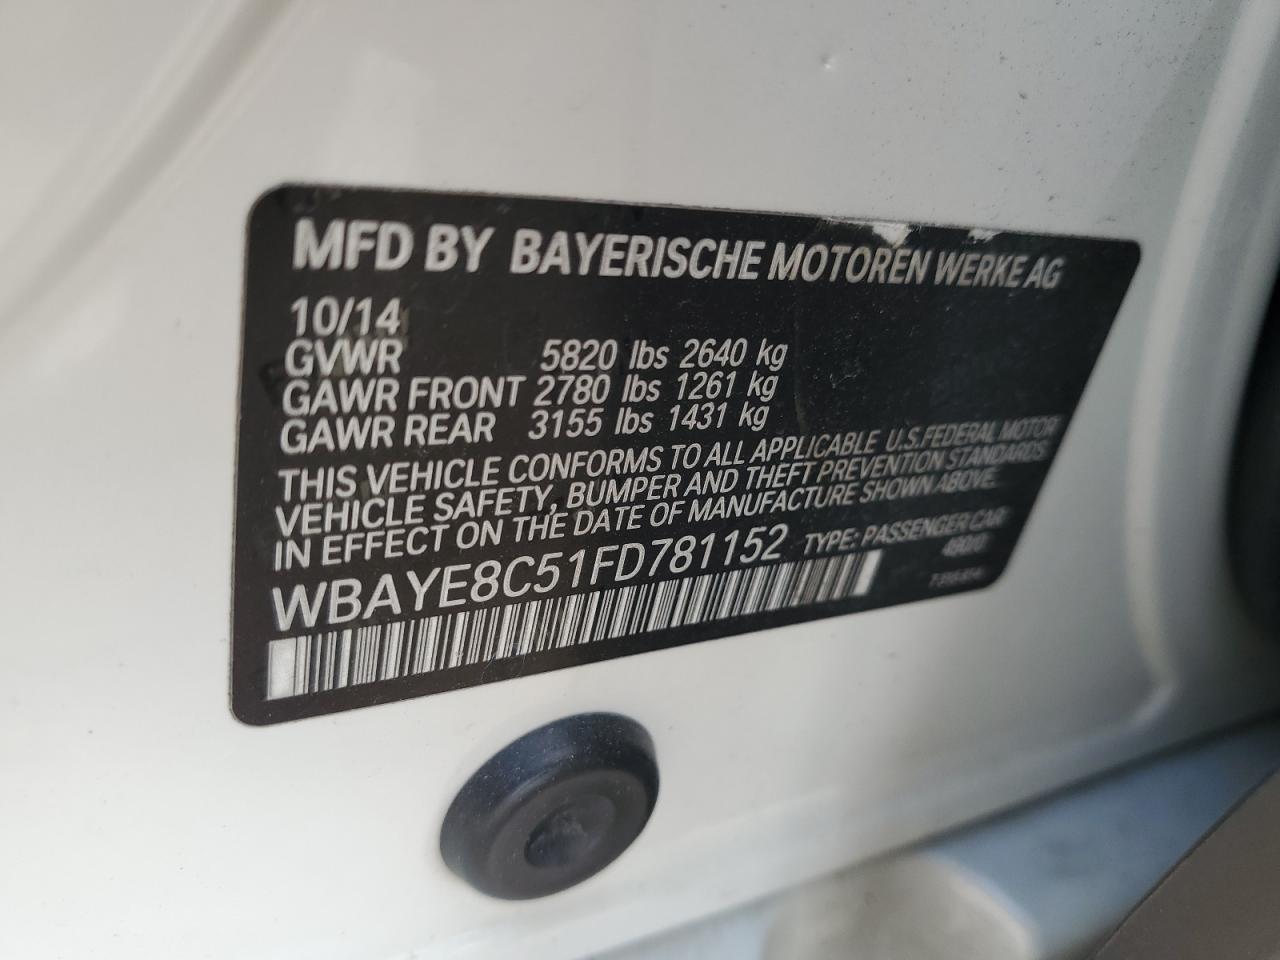 MFD BY BAYERISCHE MOTOREN WERKE AG
10/14
GVWR 5820 lbs 2640 kg
GAWR FRONT 2780 lbs 1261 kg
GAWR REAR 3155 lbs 1431 kg
THIS VEHICLE CONFORMS TO ALL APPLICABLE U.S. FEDERAL MOTOR
VEHICLE SAFETY, BUMPER AND THEFT PREVENTION STANDARDS
IN EFFECT ON THE DATE OF MANUFACTURE SHOWN ABOVE.
WBAYE8C51FD781152 TYPE: PASSENGER CAR